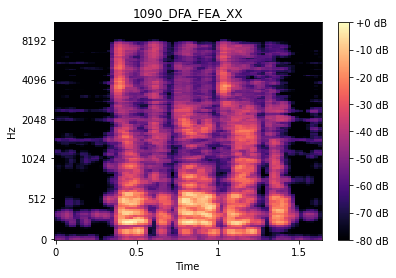 1090_DFA_FEA_XX
+0 dB
8192
-10 dB
4096
-20 dB
-30 dB
2048
Hz
-40 dB
1024
-50 dB
-60 dB
512
-70 dB
0
-80 dB
0
0.5
1
1.5
Time